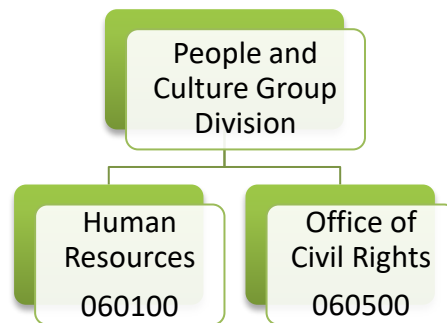 People and
Culture Group
Division
Human
Resources
060100
Office of
Civil Rights
060500